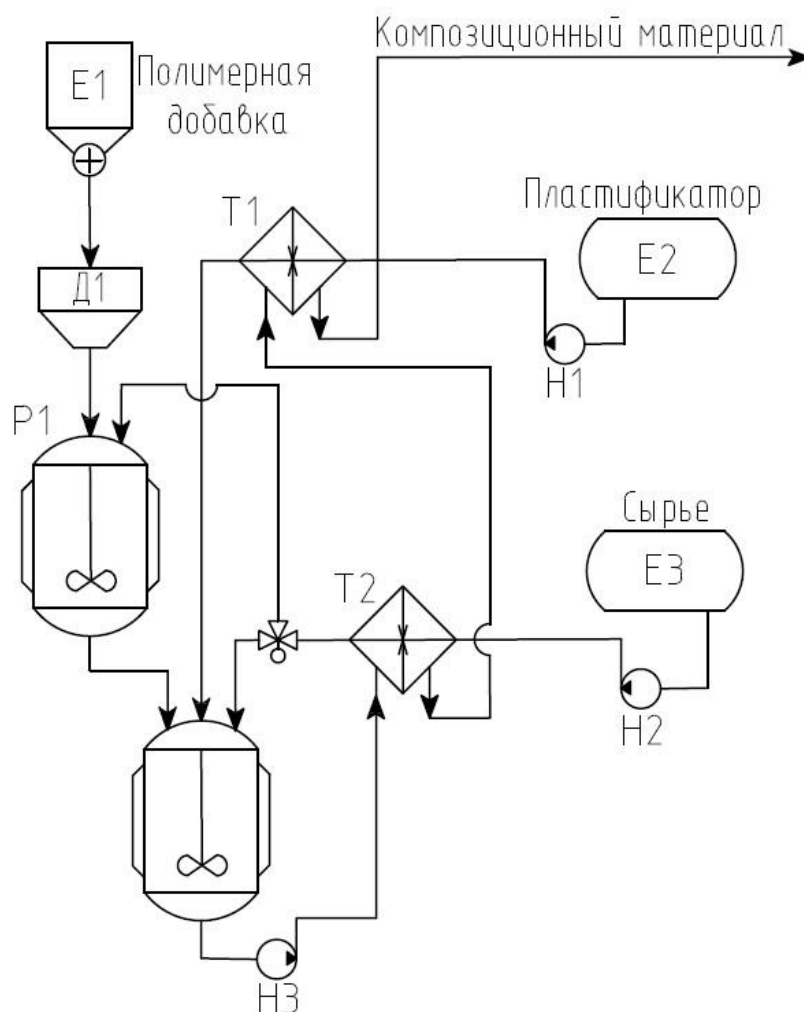 Композиционный материал
Е1
Полимерная
добавка
Т1
Пластификатор
Е2
Д1
Н1
Р1
Сырье
Е3
Т2
Н2
Н3